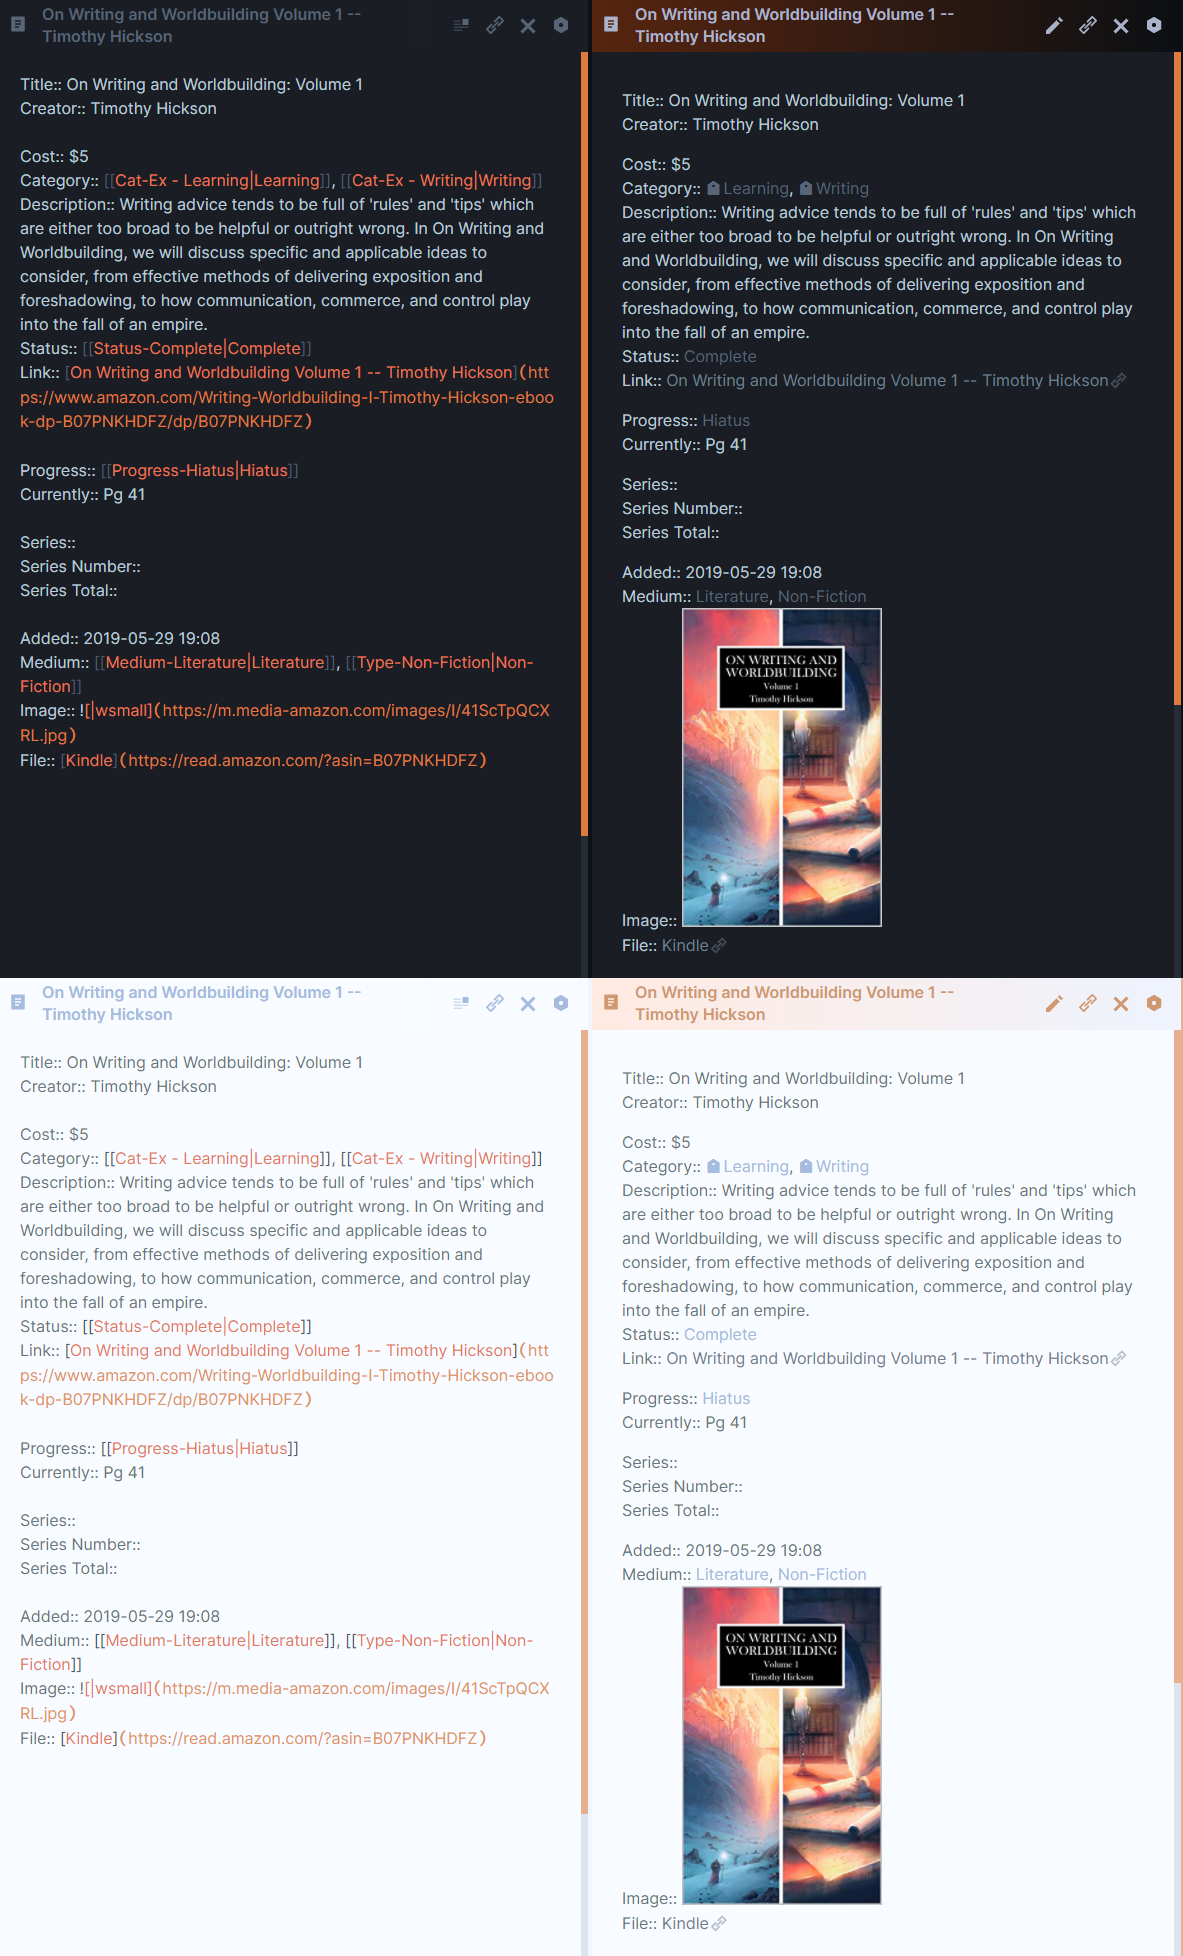 On Writing and Worldbuilding Volume 1 --
Timothy Hickson
Title:: On Writing and Worldbuilding: Volume 1
Creator:: Timothy Hickson
Cost:: $5
Category:: [[Cat-Ex - Learning|Learning]], [[Cat-Ex - Writing|Writing]]
Description:: Writing advice tends to be full of 'rules' and 'tips' which
are either too broad to be helpful or outright wrong. In On Writing and
Worldbuilding, we will discuss specific and applicable ideas to
consider, from effective methods of delivering exposition and
foreshadowing, to how communication, commerce, and control play
into the fall of an empire.
Status:: [[Status-Complete|Complete]]
Link:: [On Writing and Worldbuilding Volume 1 -- Timothy Hickson](htt
ps://www.amazon.com/Writing-Worldbuilding-I-Timothy-Hickson-eboo
k-dp-B07PNKHDFZ/dp/B07PNKHDFZ)
Progress:: [[Progress-Hiatus|Hiatus]]
Currently:: Pg 41
Series::
Series Number::
Series Total::
Added:: 2019-05-29 19:08
Medium:: [[Medium-Literature|Literature]], [[Type-Non-Fiction|Non-
Fiction]]
Image:: ![|wsmall](https://m.media-amazon.com/images/I/41ScTpQCX
RL.jpg)
File:: [Kindle](https://read.amazon.com/?asin=B07PNKHDFZ)
On Writing and Worldbuilding Volume 1 --
Timothy Hickson
Title:: On Writing and Worldbuilding: Volume 1
Creator:: Timothy Hickson
Cost:: $5
Category:: Learning, Writing
Description:: Writing advice tends to be full of 'rules' and 'tips' which
are either too broad to be helpful or outright wrong. In On Writing
and Worldbuilding, we will discuss specific and applicable ideas to
consider, from effective methods of delivering exposition and
foreshadowing, to how communication, commerce, and control play
into the fall of an empire.
Status:: Complete
Link:: On Writing and Worldbuilding Volume 1 -- Timothy Hickson
Progress:: Hiatus
Currently:: Pg 41
Series::
Series Number::
Series Total::
Added:: 2019-05-29 19:08
Medium:: Literature, Non-Fiction
ON WRITING AND
WORLDBUILDING
Volume 1
Timothy Hickson
Image::
File:: Kindle
On Writing and Worldbuilding Volume 1 --
Timothy Hickson
Title:: On Writing and Worldbuilding: Volume 1
Creator:: Timothy Hickson
Cost:: $5
Category:: [[Cat-Ex - Learning|Learning]], [[Cat-Ex - Writing|Writing]]
Description:: Writing advice tends to be full of 'rules' and 'tips' which
are either too broad to be helpful or outright wrong. In On Writing and
Worldbuilding, we will discuss specific and applicable ideas to
consider, from effective methods of delivering exposition and
foreshadowing, to how communication, commerce, and control play
into the fall of an empire.
Status:: [[Status-Complete|Complete]]
Link:: [On Writing and Worldbuilding Volume 1 -- Timothy Hickson](htt
ps://www.amazon.com/Writing-Worldbuilding-I-Timothy-Hickson-eboo
k-dp-B07PNKHDFZ/dp/B07PNKHDFZ)
Progress:: [[Progress-Hiatus|Hiatus]]
Currently:: Pg 41
Series::
Series Number::
Series Total::
Added:: 2019-05-29 19:08
Medium:: [[Medium-Literature|Literature]], [[Type-Non-Fiction|Non-
Fiction]]
Image:: ![|wsmall](https://m.media-amazon.com/images/I/41ScTpQCX
RL.jpg)
File:: [Kindle](https://read.amazon.com/?asin=B07PNKHDFZ)
On Writing and Worldbuilding Volume 1 --
Timothy Hickson
Title:: On Writing and Worldbuilding: Volume 1
Creator:: Timothy Hickson
Cost:: $5
Category:: Learning, Writing
Description:: Writing advice tends to be full of 'rules' and 'tips' which
are either too broad to be helpful or outright wrong. In On Writing
and Worldbuilding, we will discuss specific and applicable ideas to
consider, from effective methods of delivering exposition and
foreshadowing, to how communication, commerce, and control play
into the fall of an empire.
Status:: Complete
Link:: On Writing and Worldbuilding Volume 1 -- Timothy Hickson
Progress:: Hiatus
Currently:: Pg 41
Series::
Series Number::
Series Total::
Added:: 2019-05-29 19:08
Medium:: Literature, Non-Fiction
ON WRITING AND
WORLDBUILDING
Volume 1
Timothy Hickson
Image::
File:: Kindle